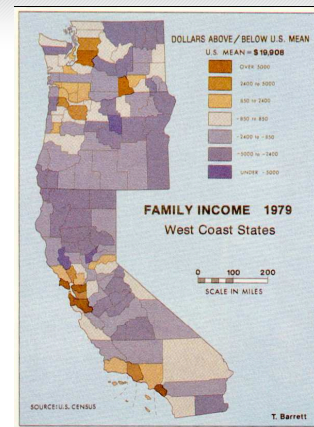 DOLLARS ABOVE/BELOW U.S. MEAN
U.S. MEAN = $19,908
OVER 5000
2400 to 5000
850 to 2400
-850 to 850
-2400 to -850
-5000 to -2400
UNDER -5000
FAMILY INCOME 1979
West Coast States
0 100 200
SCALE IN MILES
SOURCE: U.S. CENSUS
T. Barrett